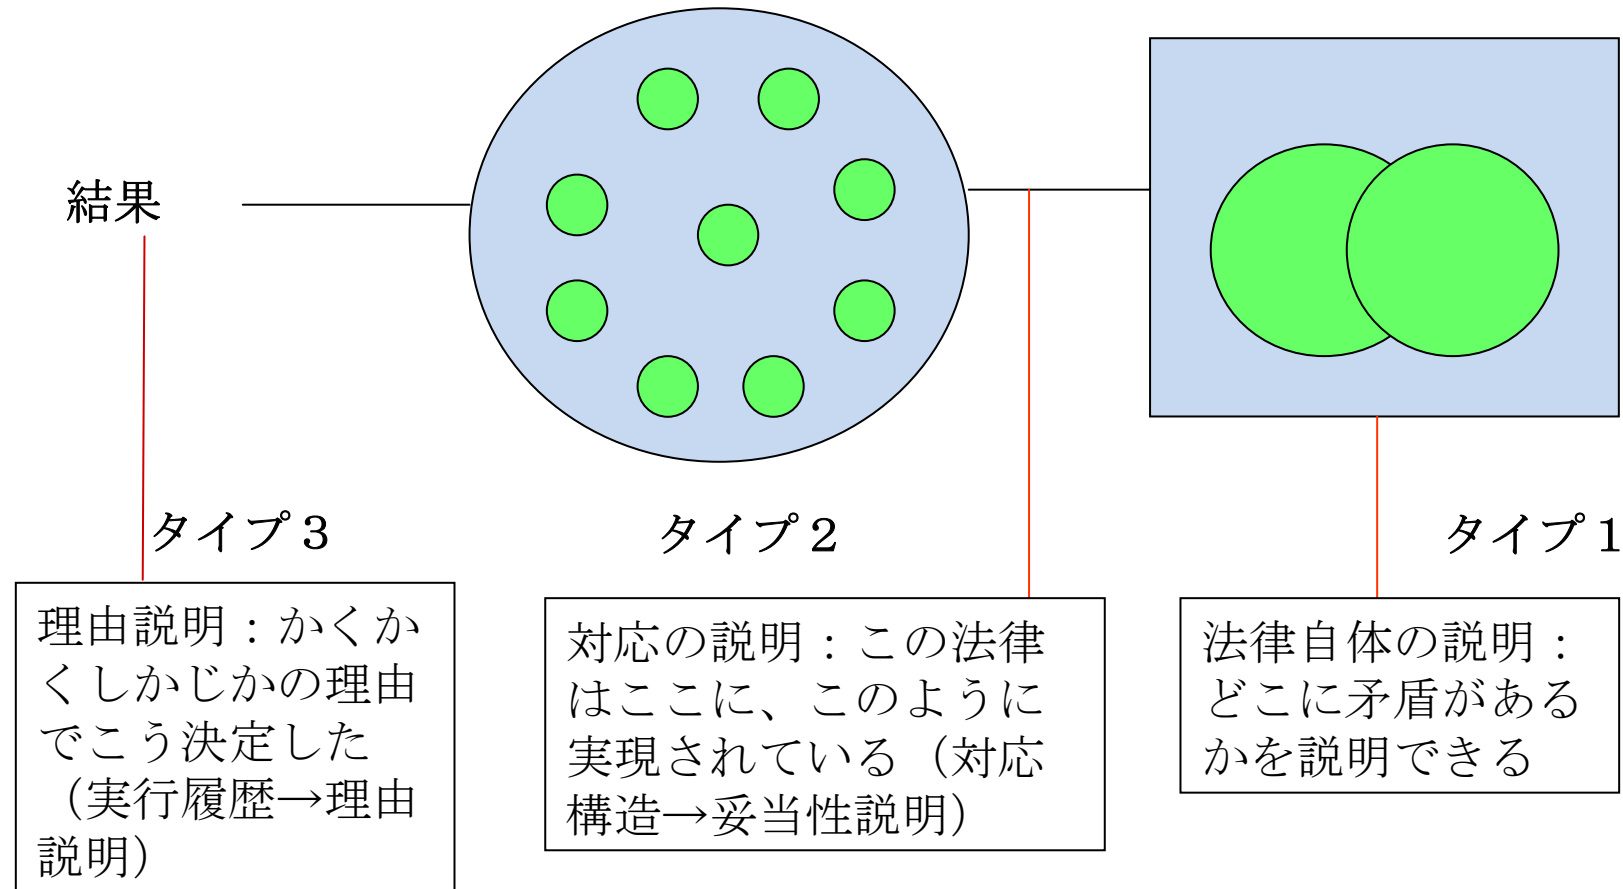 結果
タイプ３
タイプ２
タイプ１
理由説明：かくか
くしかじかの理由
でこう決定した
（実行履歴→理由
説明）
対応の説明：この法律
はここに、このように
実現されている（対応
構造→妥当性説明）
法律自体の説明：
どこに矛盾がある
かを説明できる